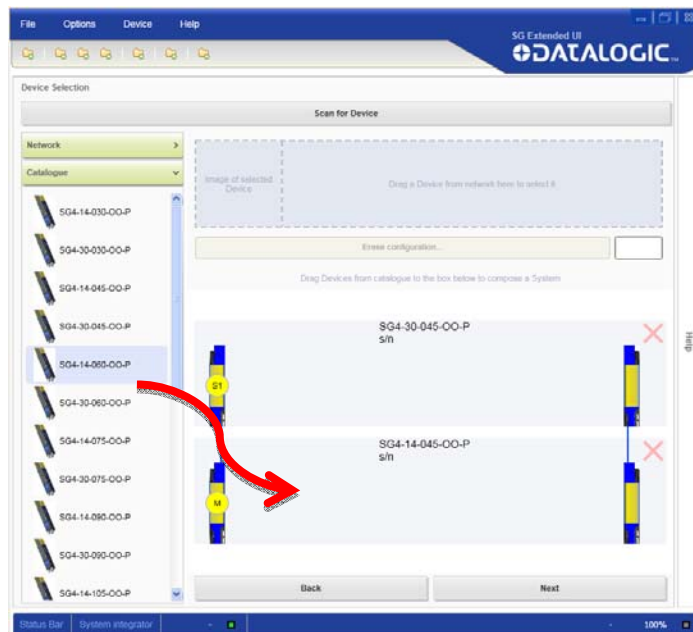 File Options Device Help
SG Extended UI
DATALOGIC™
Device Selection
Scan for Device
Network
Catalogue
Image of selected
Device
Drag a Device from network here to select it
SG4-14-030-OO-P
SG4-30-030-OO-P
Erase configuration...
Drag Devices from catalogue to the box below to compose a System
SG4-14-045-OO-P
SG4-30-045-OO-P
SG4-14-060-OO-P
SG4-30-060-OO-P
SG4-14-075-OO-P
SG4-30-075-OO-P
SG4-14-090-OO-P
SG4-30-090-OO-P
SG4-14-105-OO-P
SG4-30-045-OO-P
s/n
S1
SG4-14-045-OO-P
s/n
M
Help
Back Next
Status Bar System integrator - - 100%